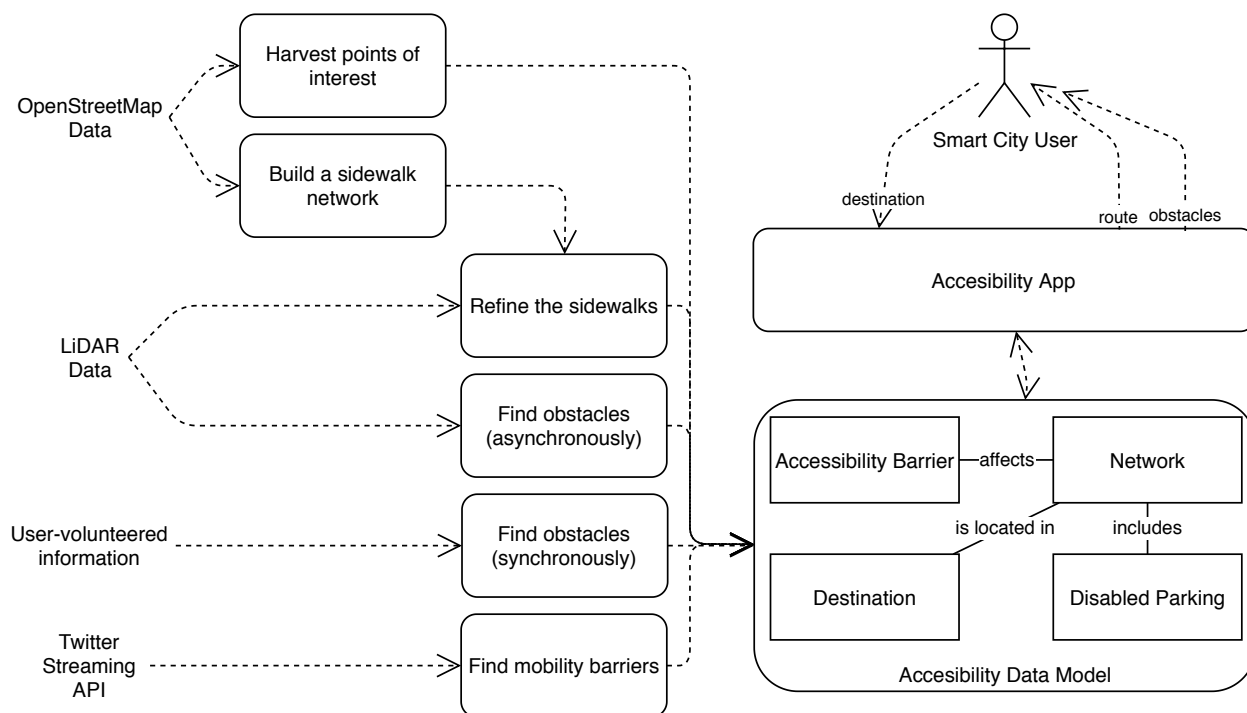 Harvest points of
interest
OpenStreetMap
Data
Build a sidewalk
network
Smart City User
destination
route
obstacles
Accesibility App
Refine the sidewalks
LiDAR
Data
Find obstacles
(asynchronously)
Accessibility Barrier
affects
Network
is located in
includes
User-volunteered
information
Find obstacles
(synchronously)
Destination
Disabled Parking
Twitter
Streaming
API
Find mobility barriers
Accesibility Data Model